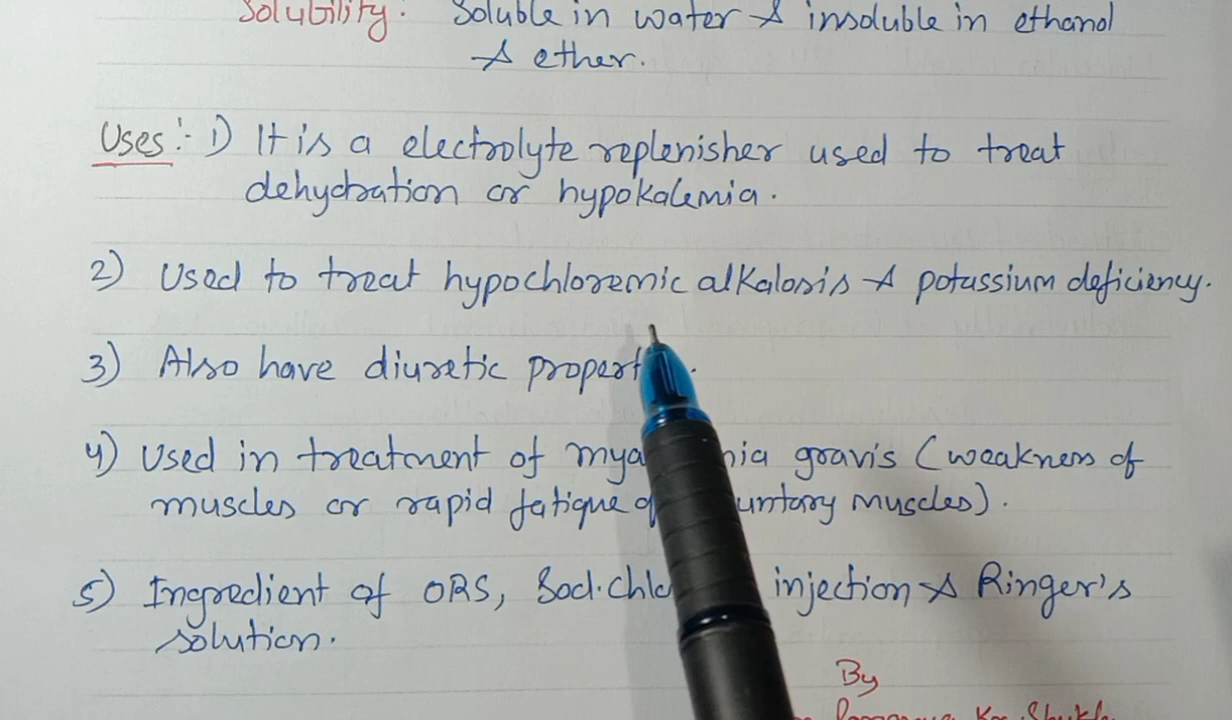 Solubility: Soluble in water & insoluble in ethanol
& ether.
Uses:- 1) It is a electrolyte replenisher used to treat
dehydration or hypokalemia.
2) Used to treat hypochloremic alkalosis & potassium deficiency.
3) Also have diuretic propert
4) Used in treatment of mya nia gravis (weakness of
muscles or rapid fatigue o untary muscles).
5) Ingredient of ORS, Sod. chlo injection & Ringer's
solution.
By